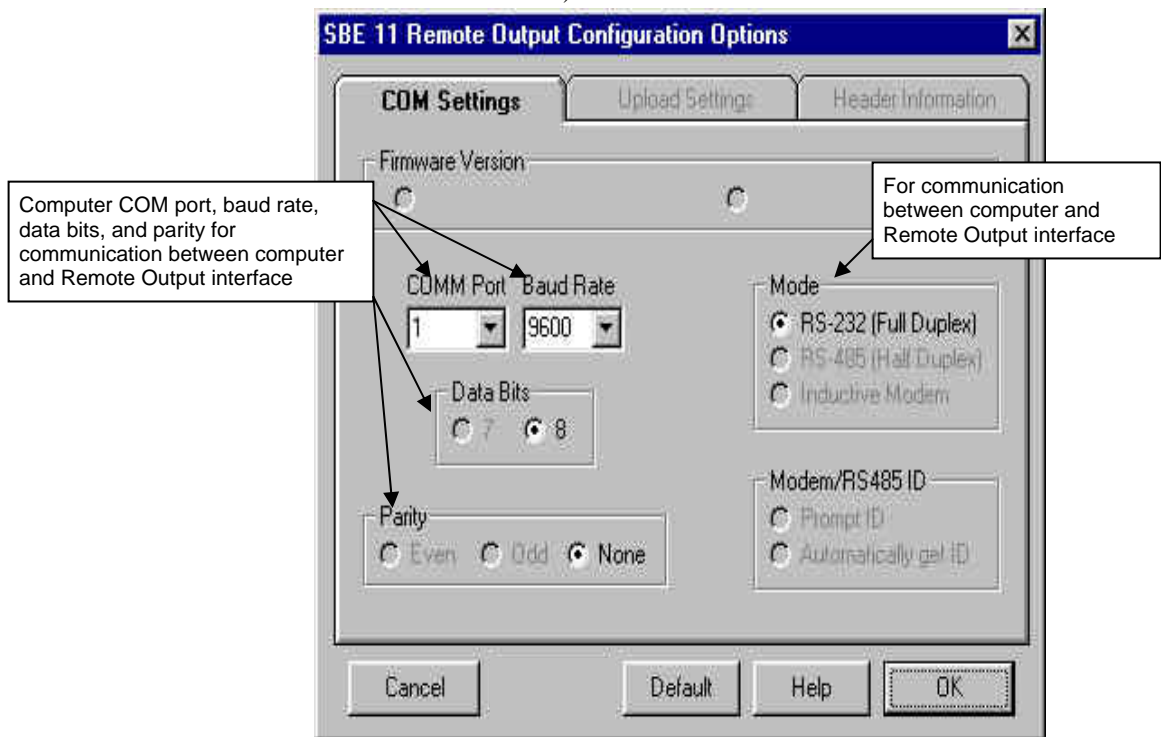 SBE 11 Remote Output Configuration Options
COM Settings
Upload Settings
Header Information
Firmware Version
Computer COM port, baud rate,
data bits, and parity for
communication between computer
and Remote Output interface
For communication
between computer and
Remote Output interface
COMM Port Baud Rate
1 9600
Data Bits
7 8
Parity
Even Odd None
Mode
RS-232 (Full Duplex)
RS-485 (Half Duplex)
Inductive Modem
Modem/RS485 ID
Prompt ID
Automatically get ID
Cancel Default Help OK